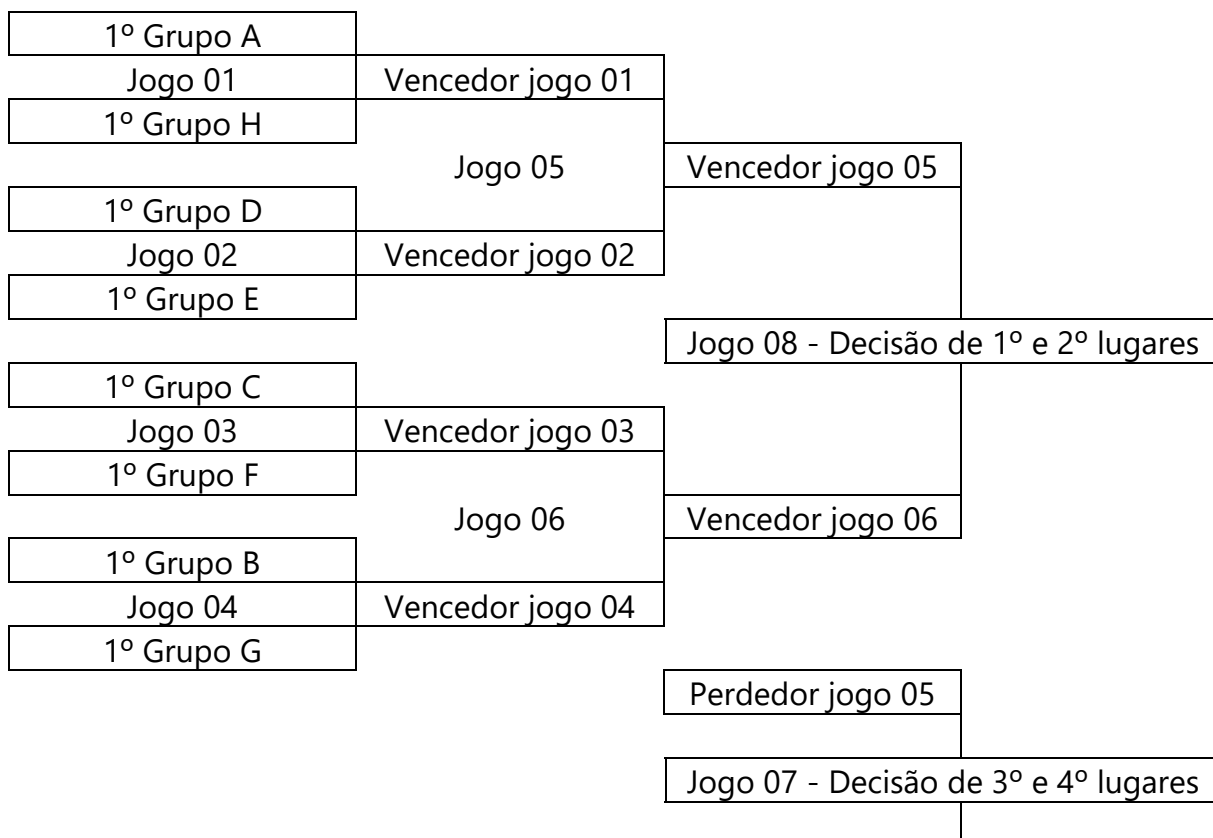 1º Grupo A
Jogo 01
Vencedor jogo 01
1º Grupo H
Jogo 05
Vencedor jogo 05
1º Grupo D
Jogo 02
Vencedor jogo 02
1º Grupo E
Jogo 08 - Decisão de 1º e 2º lugares
1º Grupo C
Jogo 03
Vencedor jogo 03
1º Grupo F
Jogo 06
Vencedor jogo 06
1º Grupo B
Jogo 04
Vencedor jogo 04
1º Grupo G
Perdedor jogo 05
Jogo 07 - Decisão de 3º e 4º lugares